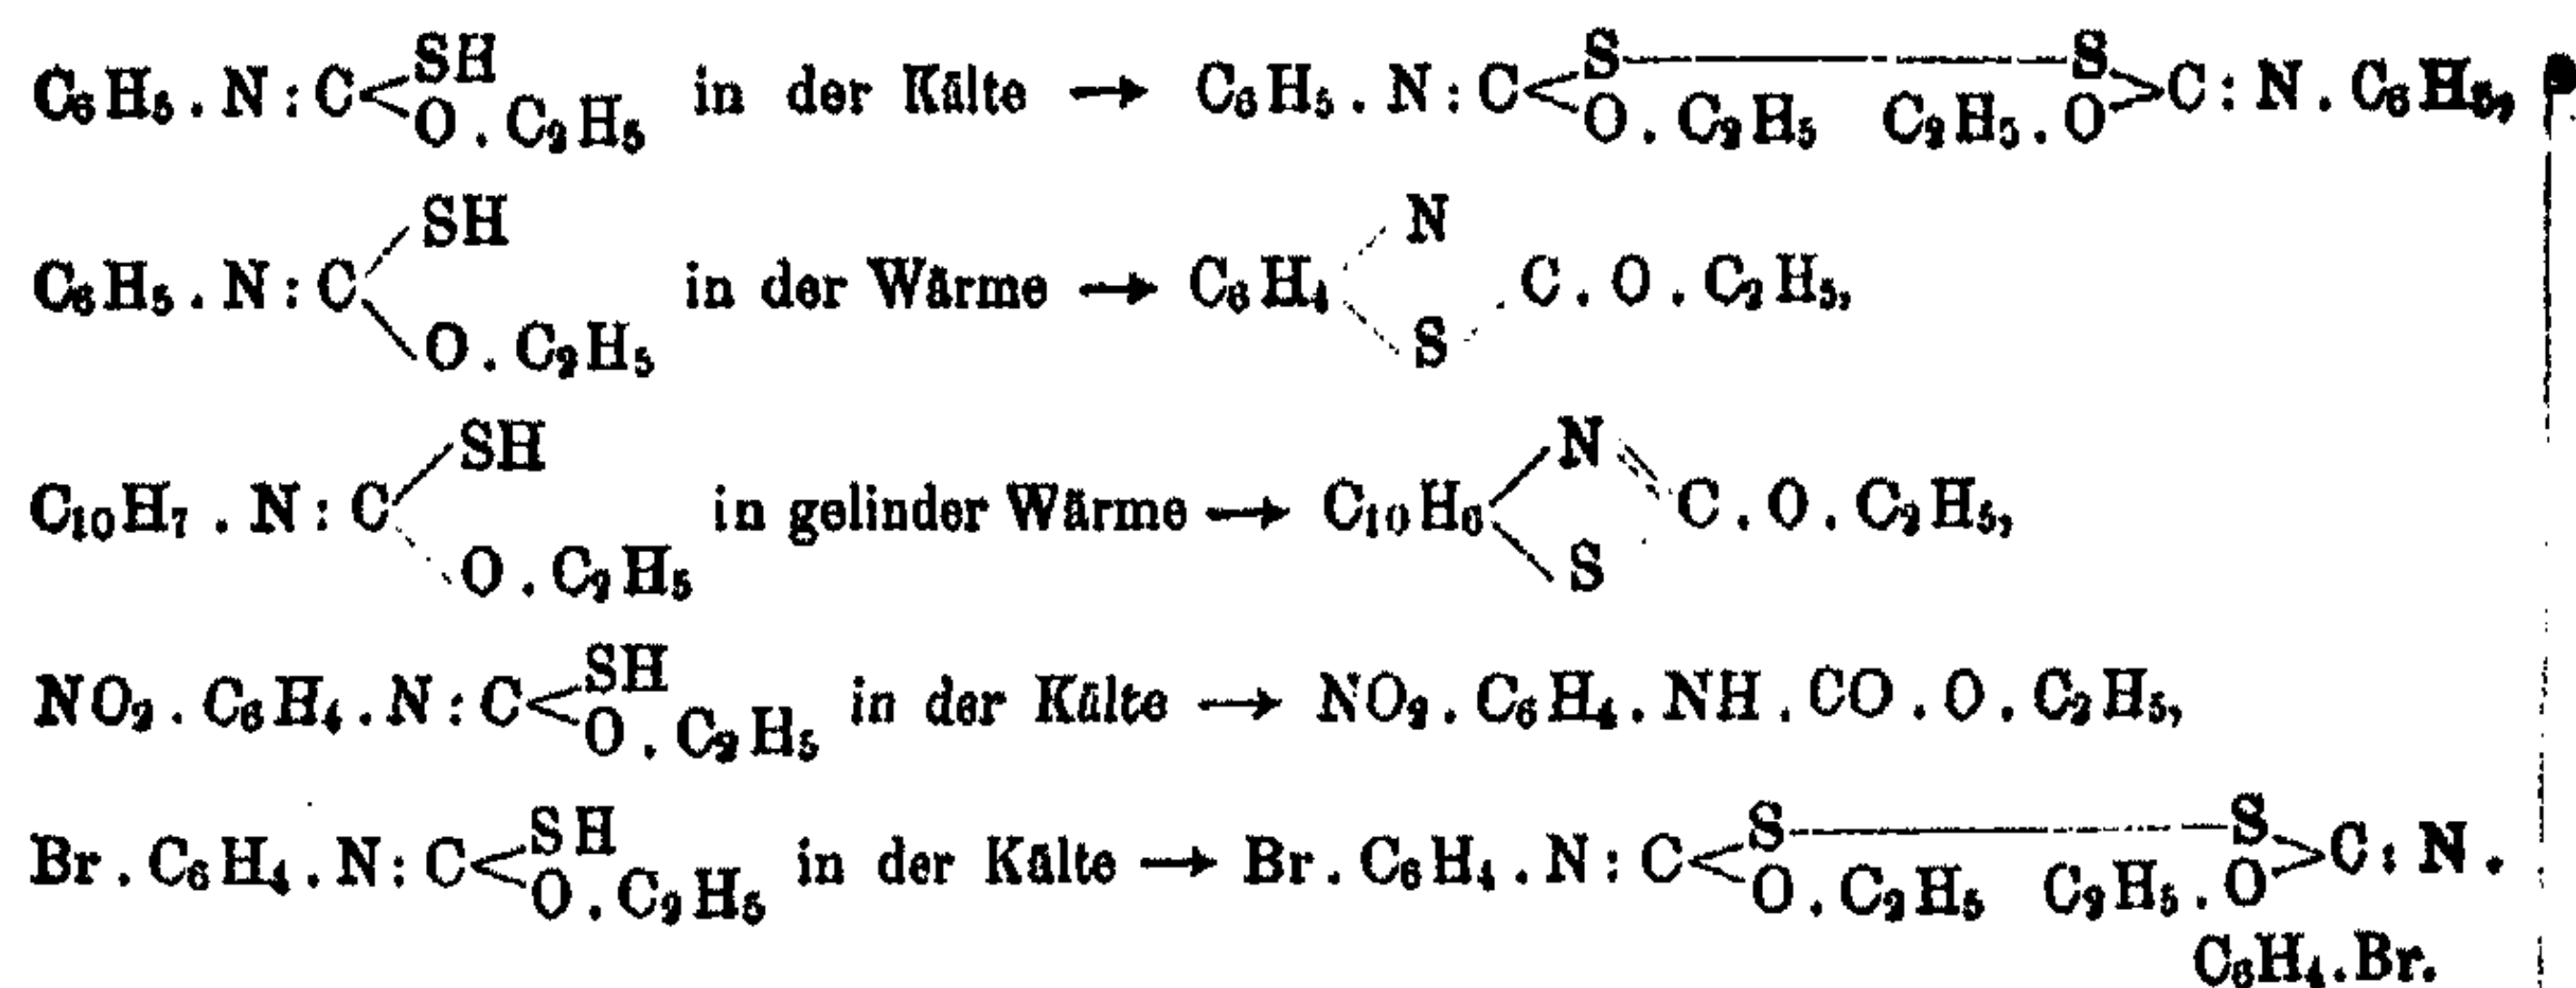 C₆H₅.N:C<SH O.C₂H₅ in der Kälte → C₆H₅.N:C<S——S>C:N.C₆H₅,
O.C₂H₅ C₂H₅.O
SH N
C₆H₅.N:C in der Wärme → C₆H₄ C.O.C₂H₅,
O.C₂H₅ S
SH N
C₁₀H₇.N:C in gelinder Wärme → C₁₀H₆ C.O.C₂H₅,
O.C₂H₅ S
NO₂.C₆H₄.N:C<SH O.C₂H₅ in der Kälte → NO₂.C₆H₄.NH.CO.O.C₂H₅,
Br.C₆H₄.N:C<SH O.C₂H₅ in der Kälte → Br.C₆H₄.N:C<S——S>C:N.
O.C₂H₅ C₂H₅.O
C₆H₄.Br.